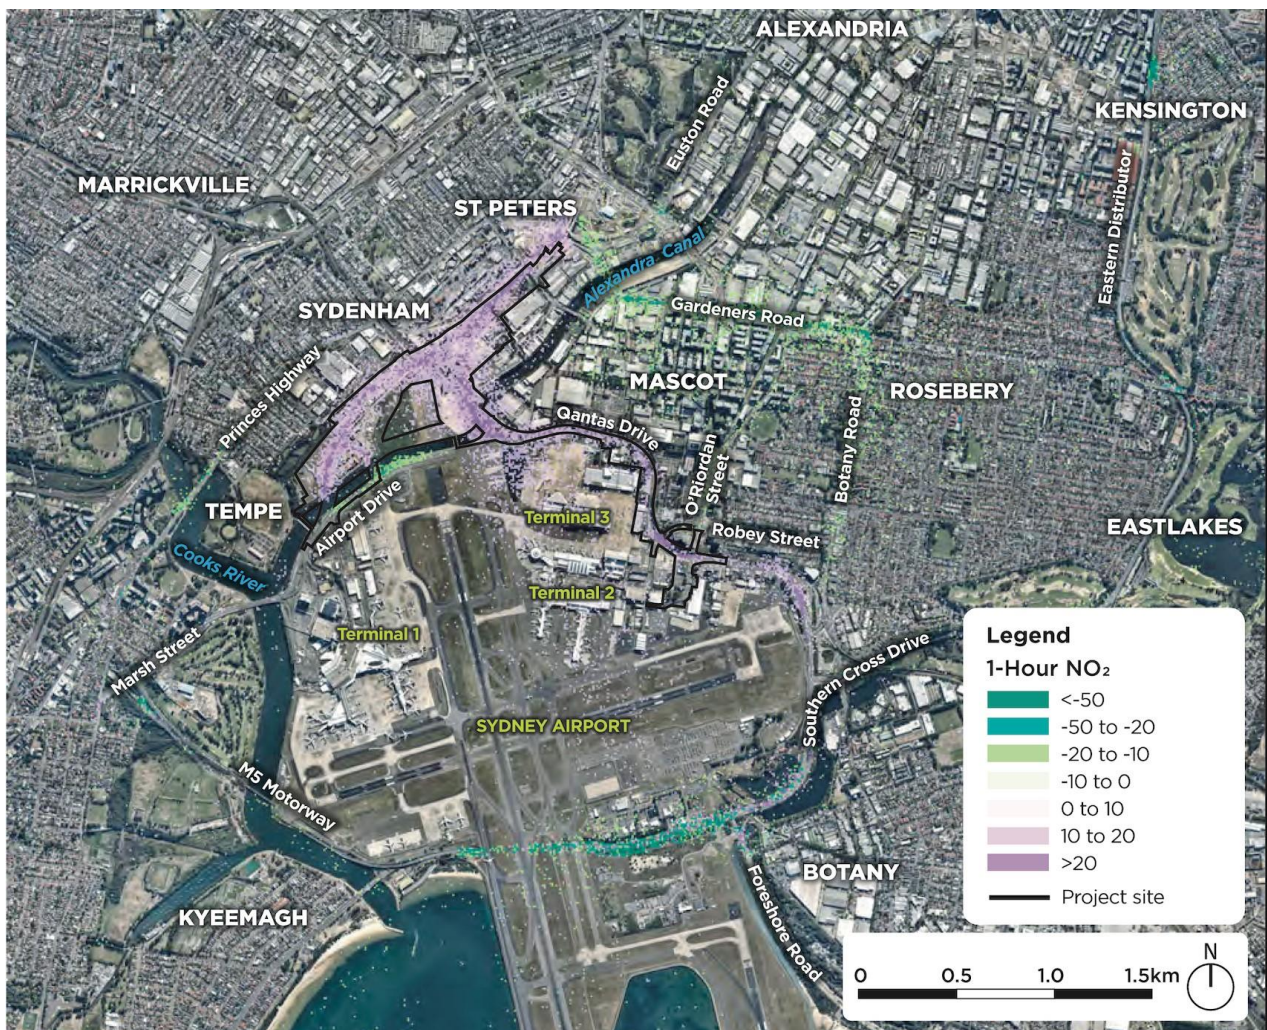 ALEXANDRIA
KENSINGTON
Euston Road
MARRICKVILLE
ST PETERS
Eastern Distributor
Alexandra Canal
SYDENHAM
Gardeners Road
Princes Highway
MASCOT
ROSEBERY
Qantas Drive
Botany Road
O'Riordan
Street
TEMPE
Airport Drive
Terminal 3
Robey Street
EASTLAKES
Cooks River
Terminal 2
Terminal 1
Marsh Street
Southern Cross Drive
SYDNEY AIRPORT
M5 Motorway
BOTANY
Foreshore Road
KYEEMAGH
Legend
1-Hour NO₂
<-50
-50 to -20
-20 to -10
-10 to 0
0 to 10
10 to 20
>20
Project site
0 0.5 1.0 1.5km
N